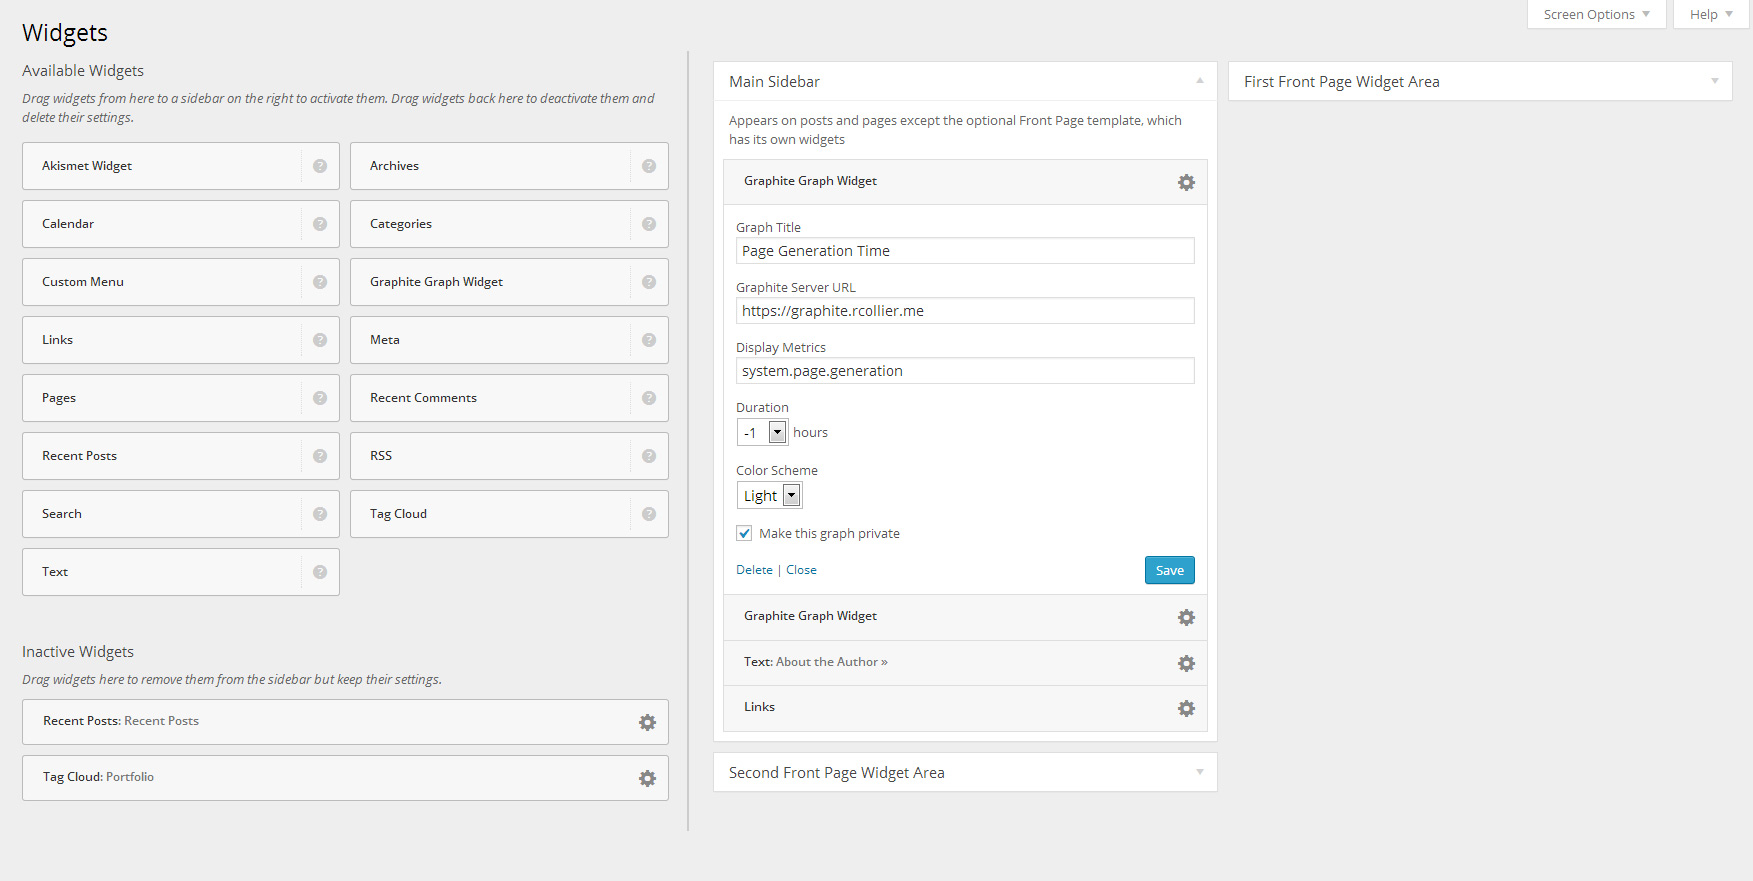 Screen Options
Help
Widgets
Available Widgets
Drag widgets from here to a sidebar on the right to activate them. Drag widgets back here to deactivate them and
delete their settings.
Akismet Widget
Archives
Calendar
Categories
Custom Menu
Graphite Graph Widget
Links
Meta
Pages
Recent Comments
Recent Posts
RSS
Search
Tag Cloud
Text
Inactive Widgets
Drag widgets here to remove them from the sidebar but keep their settings.
Recent Posts: Recent Posts
Tag Cloud: Portfolio
Main Sidebar
Appears on posts and pages except the optional Front Page template, which
has its own widgets
Graphite Graph Widget
Graph Title
Page Generation Time
Graphite Server URL
https://graphite.rcollier.me
Display Metrics
system.page.generation
Duration
-1 hours
Color Scheme
Light
Make this graph private
Delete | Close
Save
Graphite Graph Widget
Text: About the Author »
Links
Second Front Page Widget Area
First Front Page Widget Area